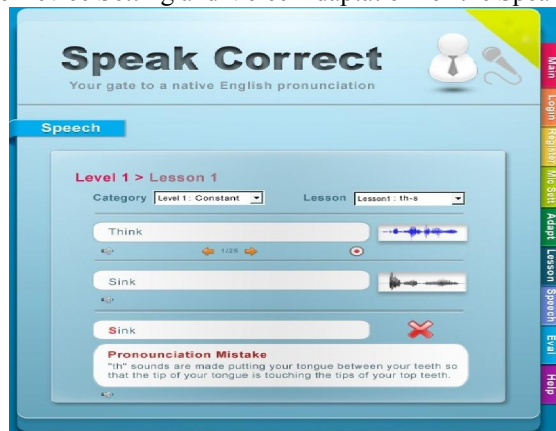 Speak Correct
Your gate to a native English pronunciation
Speech
Level 1 > Lesson 1
Category Level 1 : Constant Lesson Lesson1 : th-s
Think
1/26
Sink
Sink
Pronounciation Mistake
"th" sounds are made putting your tongue between your teeth so
that the tip of your tongue is touching the tips of your top teeth.
Main
Login
Register
Mic Sett
Adapt
Lesson
Speech
Eval
Help